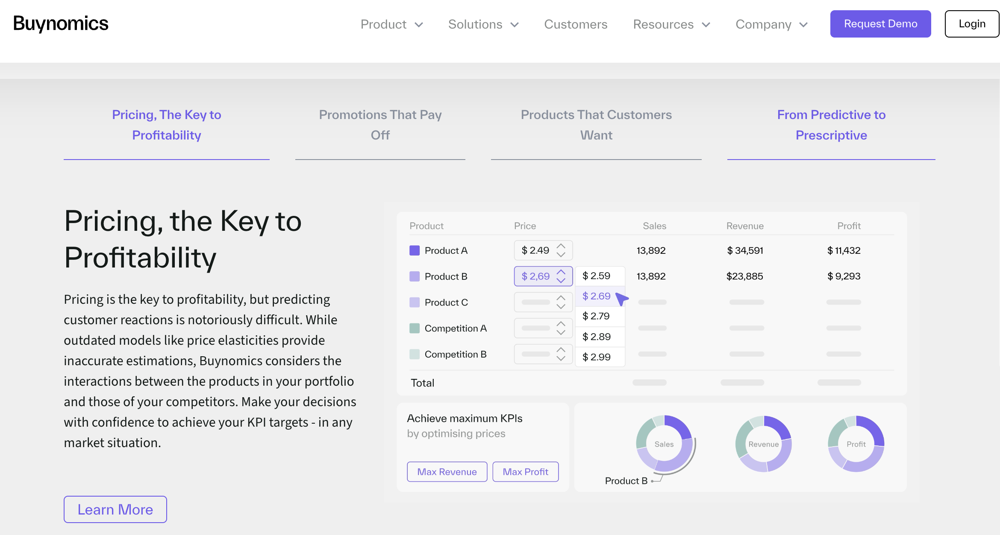 Buynomics
Product
Solutions
Customers
Resources
Company
Request Demo
Login
Pricing, The Key to
Profitability
Promotions That Pay
Off
Products That Customers
Want
From Predictive to
Prescriptive
Pricing, the Key to
Profitability
Pricing is the key to profitability, but predicting
customer reactions is notoriously difficult. While
outdated models like price elasticities provide
inaccurate estimations, Buynomics considers the
interactions between the products in your portfolio
and those of your competitors. Make your decisions
with confidence to achieve your KPI targets - in any
market situation.
Learn More
Product Price Sales Revenue Profit
Product A $ 2.49 13,892 $ 34,591 $ 11,432
Product B $ 2,69 $ 2.59 13,892 $23,885 $ 9,293
$ 2.69
Product C
$ 2.79
Competition A
$ 2.89
Competition B $ 2.99
Total
Achieve maximum KPIs
by optimising prices
Max Revenue
Max Profit
Sales
Revenue
Profit
Product B